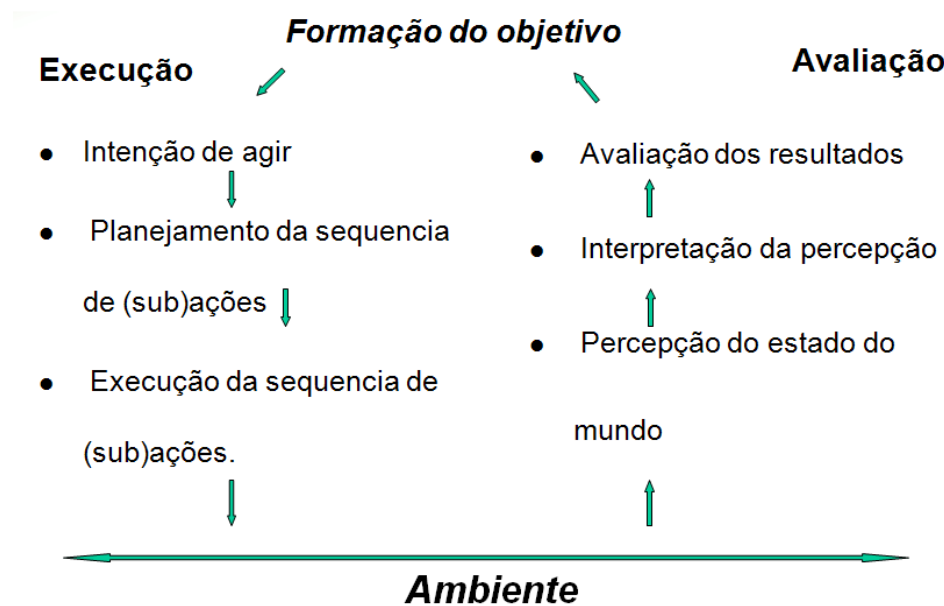 Formação do objetivo
Execução
Avaliação
● Intenção de agir
● Planejamento da sequencia
de (sub)ações
● Execução da sequencia de
(sub)ações.
● Avaliação dos resultados
● Interpretação da percepção
● Percepção do estado do
mundo
Ambiente